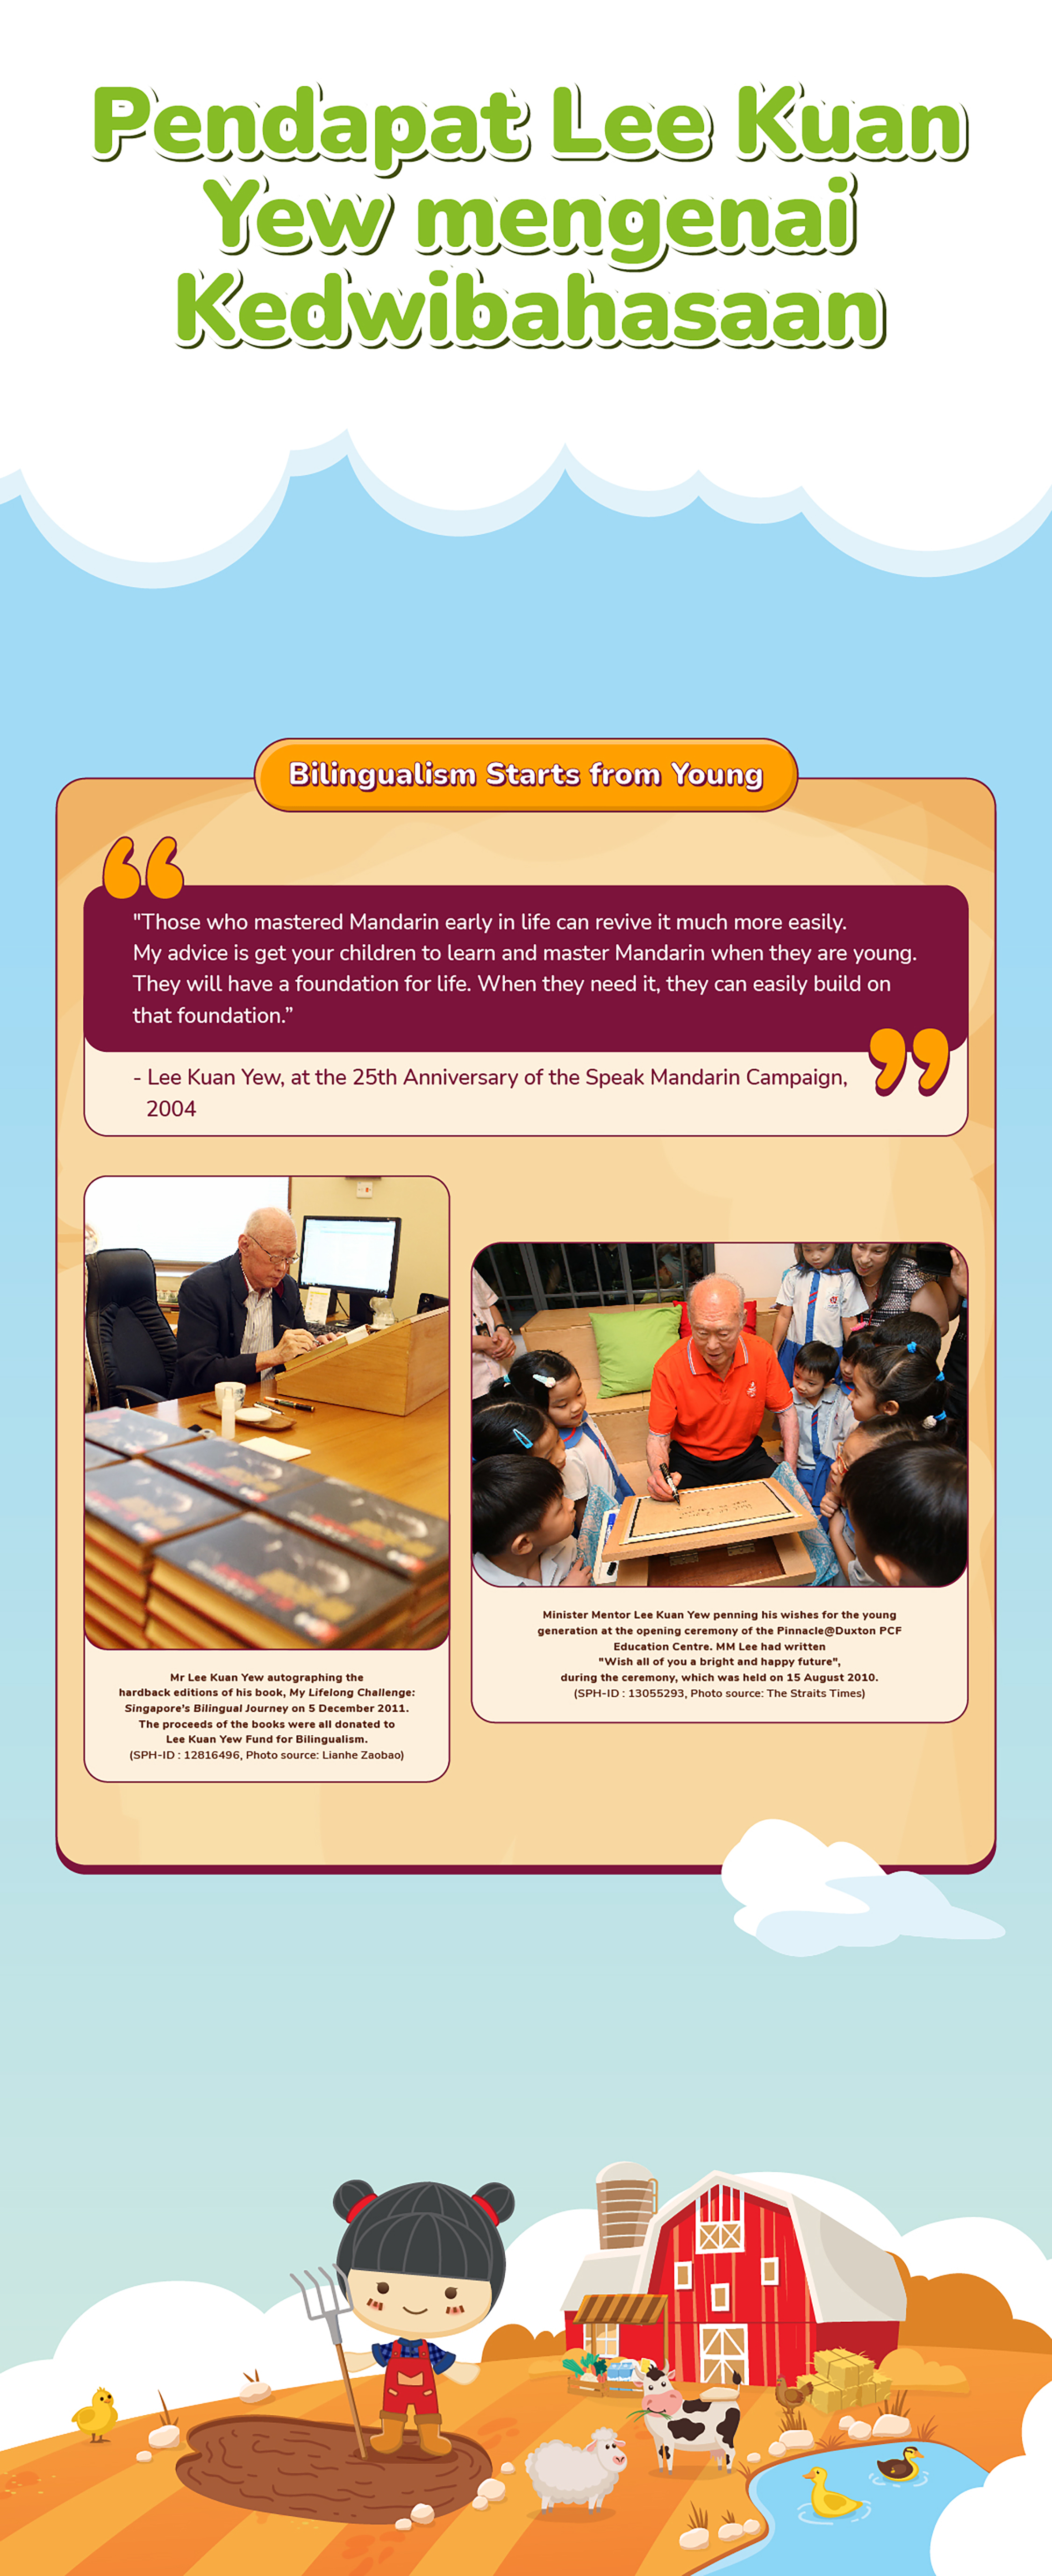 Pendapat Lee Kuan
Yew mengenai
Kedwibahasaan
Bilingualism Starts from Young
"Those who mastered Mandarin early in life can revive it much more easily.
My advice is get your children to learn and master Mandarin when they are young.
They will have a foundation for life. When they need it, they can easily build on
that foundation.”
- Lee Kuan Yew, at the 25th Anniversary of the Speak Mandarin Campaign,
2004
Mr Lee Kuan Yew autographing the
hardback editions of his book, My Lifelong Challenge:
Singapore's Bilingual Journey on 5 December 2011.
The proceeds of the books were all donated to
Lee Kuan Yew Fund for Bilingualism.
(SPH-ID : 12816496, Photo source: Lianhe Zaobao)
Minister Mentor Lee Kuan Yew penning his wishes for the young
generation at the opening ceremony of the Pinnacle@Duxton PCF
Education Centre. MM Lee had written
"Wish all of you a bright and happy future",
during the ceremony, which was held on 15 August 2010.
(SPH-ID : 13055293, Photo source: The Straits Times)